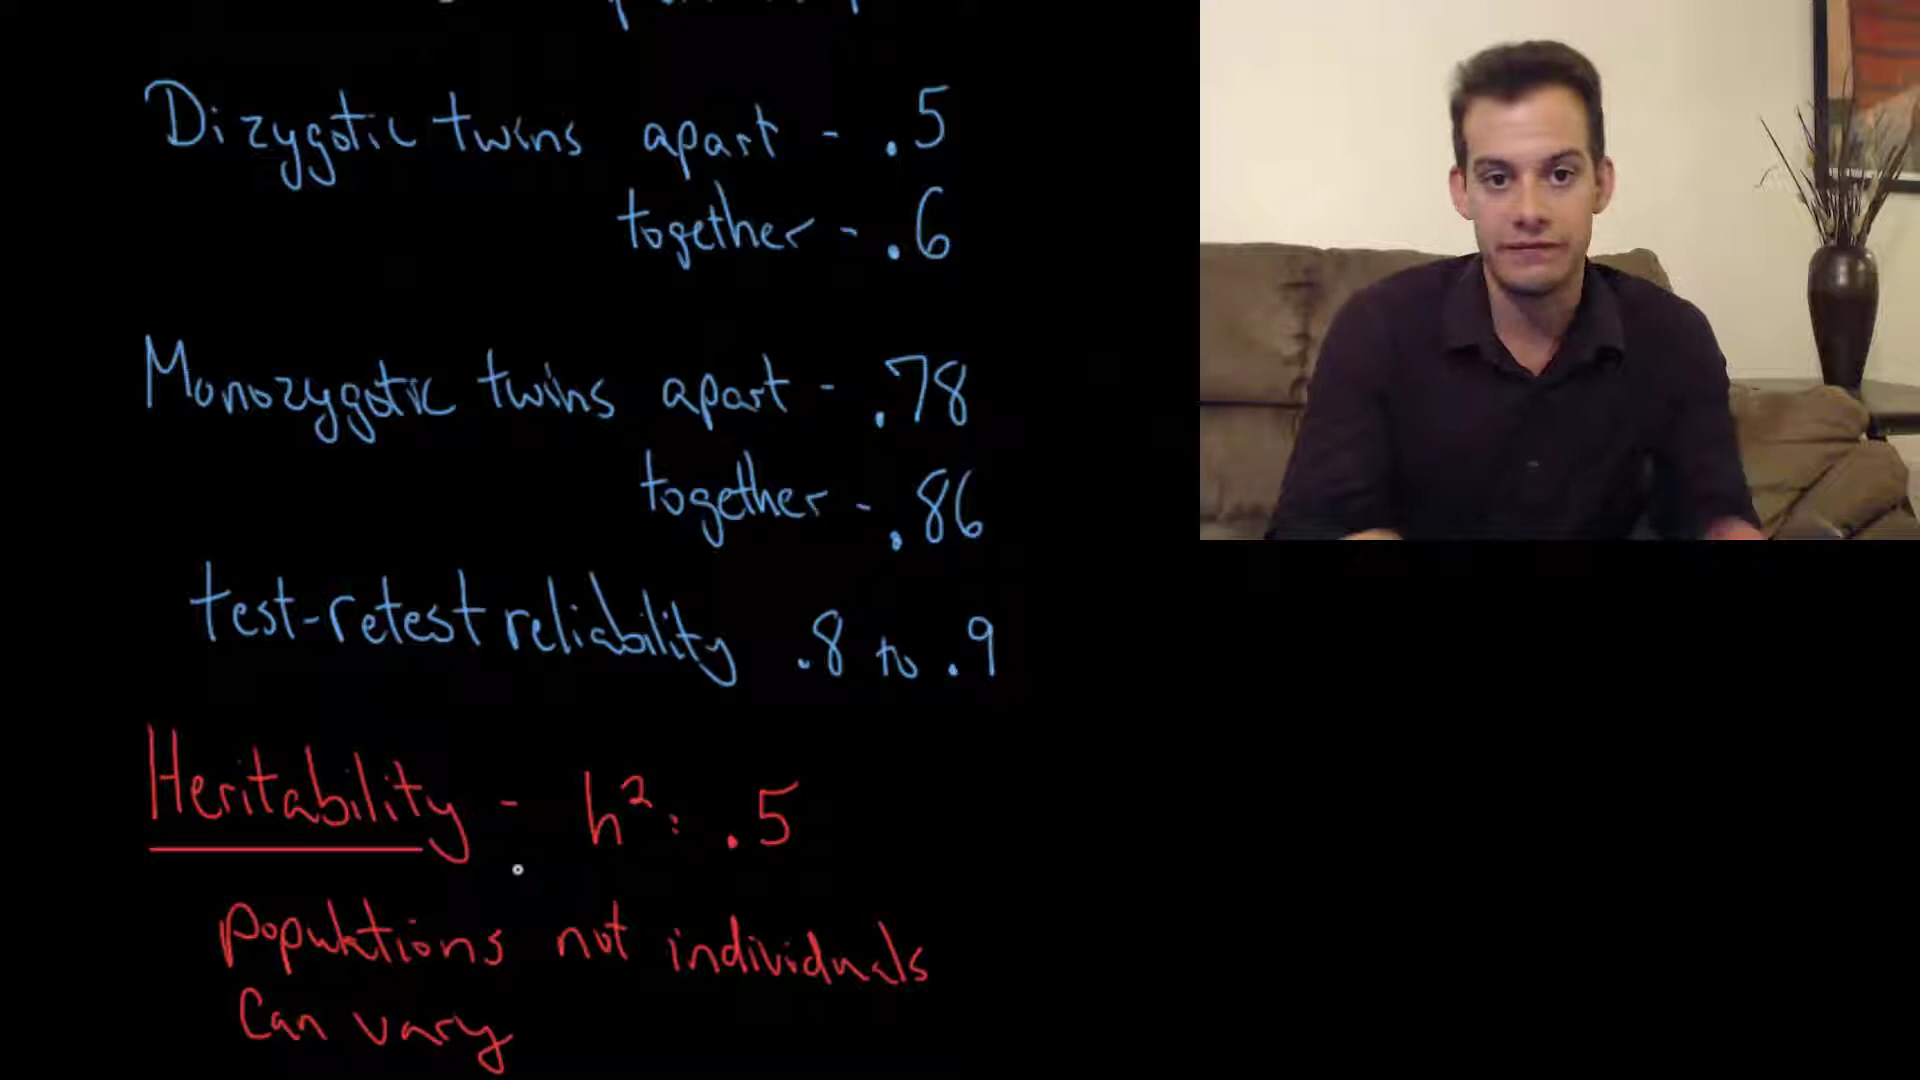 Dizygotic twins apart - .5
together - .6
Monozygotic twins apart - .78
together - .86
test-retest reliability .8 to .9
Heritability - h²: .5
populations not individuals
Can vary